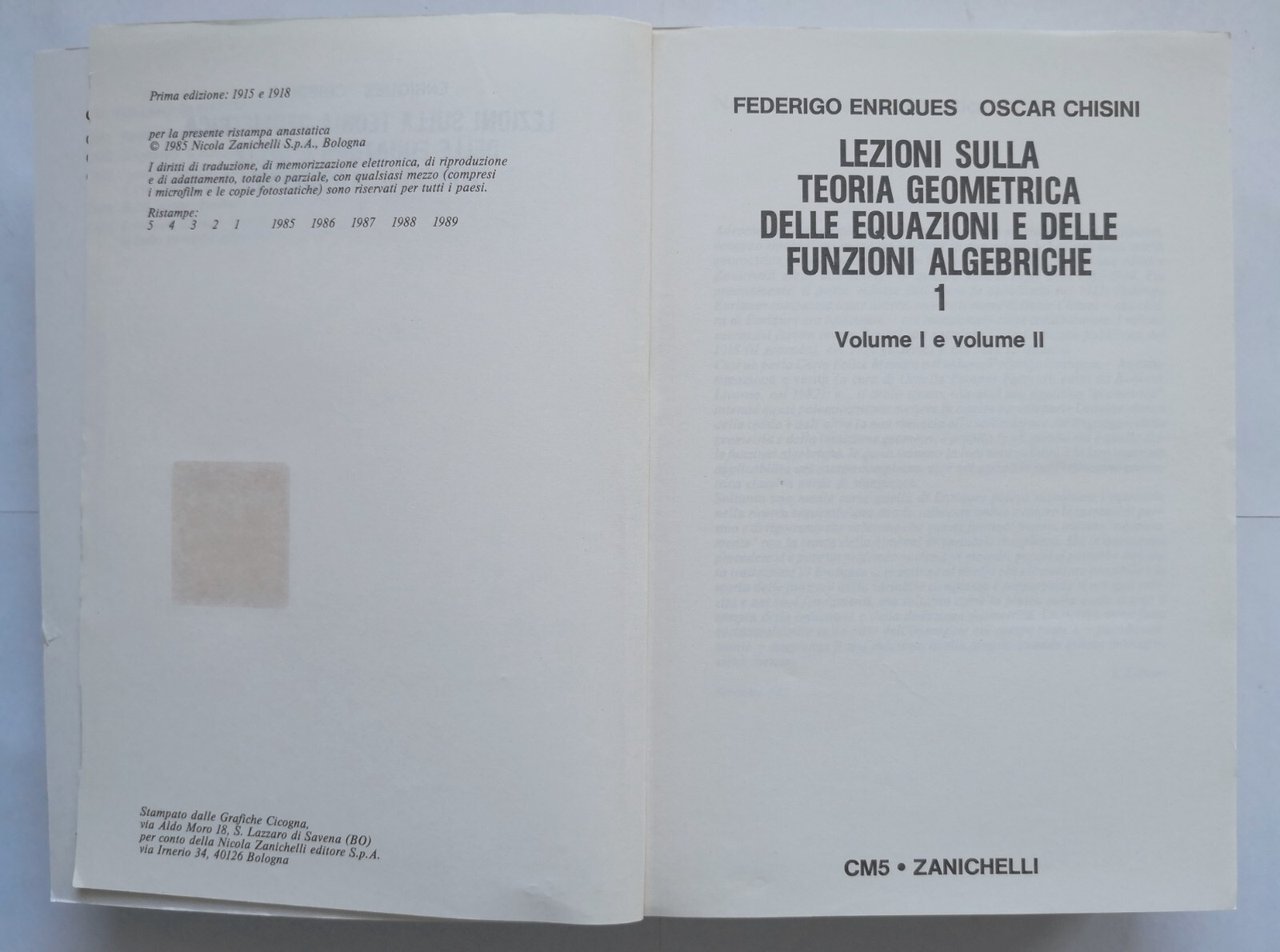 Prima edizione: 1915 e 1918
per la presente ristampa anastatica
© 1985 Nicola Zanichelli S.p.A., Bologna
I diritti di traduzione, di memorizzazione elettronica, di riproduzione
e di adattamento, totale o parziale, con qualsiasi mezzo (compresi
i microfilm e le copie fotostatiche) sono riservati per tutti i paesi.
Ristampe:
5 4 3 2 1 1985 1986 1987 1988 1989
Stampato dalle Grafiche Cicogna,
via Aldo Moro 18, S. Lazzaro di Savena (BO)
per conto della Nicola Zanichelli editore S.p.A.
via Irnerio 34, 40126 Bologna
FEDERIGO ENRIQUES OSCAR CHISINI
LEZIONI SULLA
TEORIA GEOMETRICA
DELLE EQUAZIONI E DELLE
FUNZIONI ALGEBRICHE
1
Volume I e volume II
CM5 • ZANICHELLI